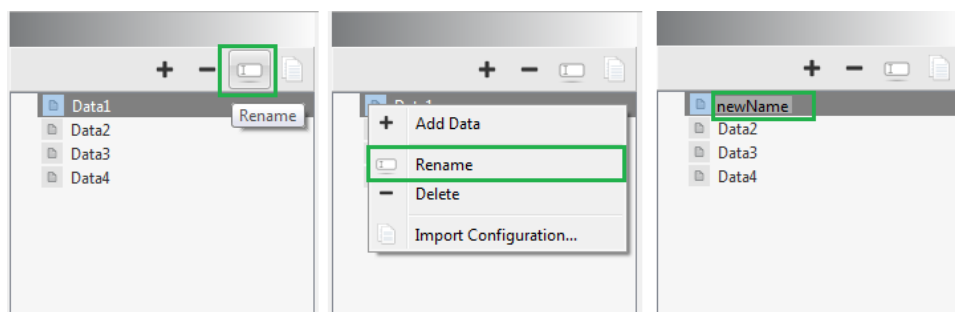 Data1
Rename
Data2
Data3
Data4
Add Data
Rename
Delete
Import Configuration...
newName
Data2
Data3
Data4